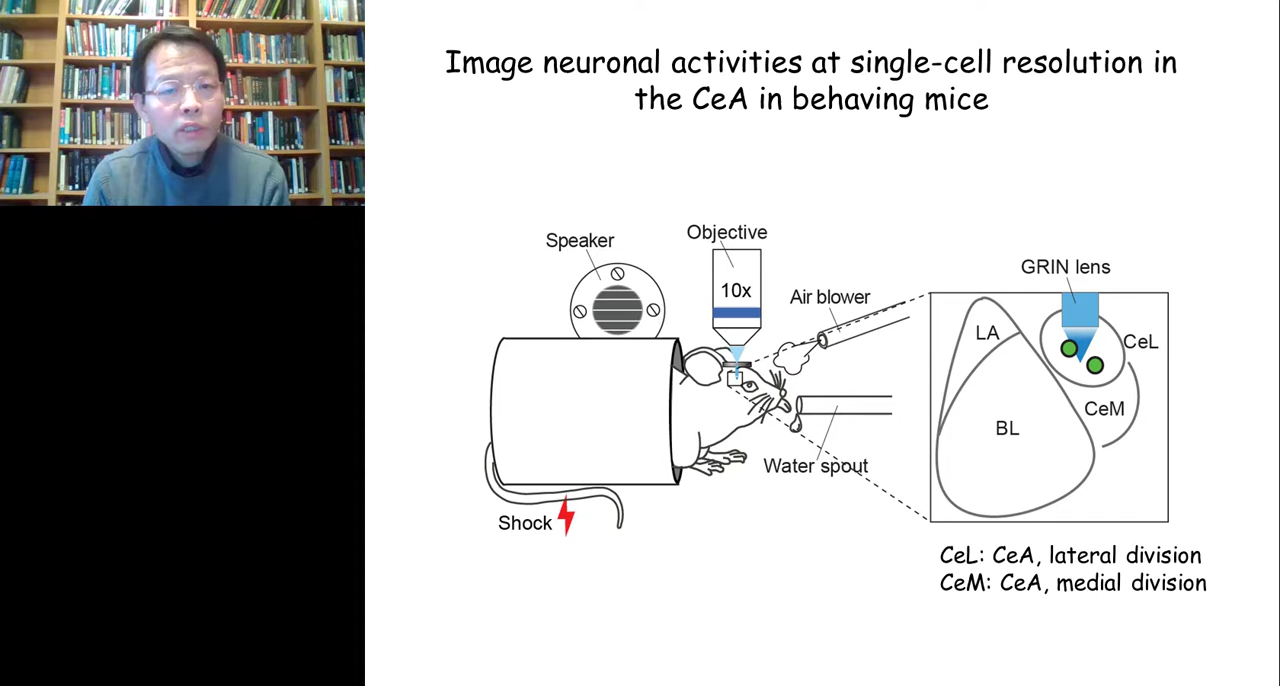 Image neuronal activities at single-cell resolution in
the CeA in behaving mice
Speaker
Objective
10x
Air blower
GRIN lens
LA
CeL
CeM
BL
Water spout
Shock
CeL: CeA, lateral division
CeM: CeA, medial division